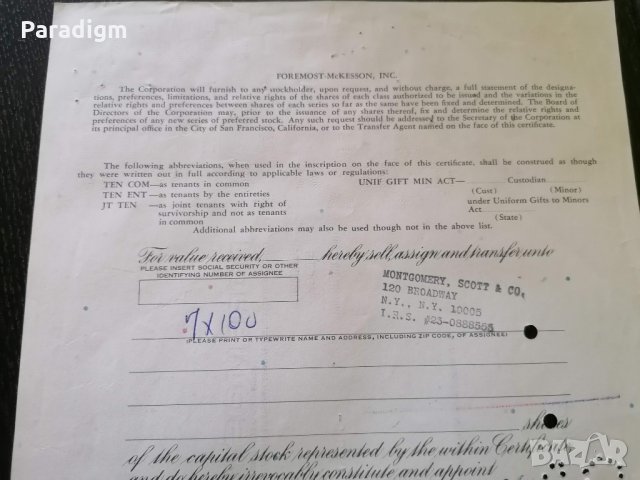 Paradigm
FOREMOST-McKESSON, INC.
The Corporation will furnish to any stockholder, upon request, and without charge, a full statement of the designa-
tions, preferences, limitations, and relative rights of the shares of each class authorized to be issued and the variations in the
relative rights and preferences between shares of each series so far as the same have been fixed and determined. The Board of
Directors of the Corporation may, prior to the issuance of any shares thereof, fix and determine the relative rights and
preferences of any new series of preferred stock. Any such request should be addressed to the Secretary of the Corporation at
its principal office in the City of San Francisco, California, or to the Transfer Agent named on the face of this certificate.
The following abbreviations, when used in the inscription on the face of this certificate, shall be construed as though
they were written out in full according to applicable laws or regulations:
TEN COM—as tenants in common
TEN ENT—as tenants by the entireties
JT TEN —as joint tenants with right of
survivorship and not as tenants
in common
UNIF GIFT MIN ACT— Custodian
(Cust) (Minor)
under Uniform Gifts to Minors
Act
(State)
Additional abbreviations may also be used though not in the above list.
For value received, hereby sell, assign and transfer unto
PLEASE INSERT SOCIAL SECURITY OR OTHER
IDENTIFYING NUMBER OF ASSIGNEE
MONTGOMERY, SCOTT & CO.
120 BROADWAY
N.Y., N.Y. 10005
I.R.S. #23-0888555
7X100
(PLEASE PRINT OR TYPEWRITE NAME AND ADDRESS, INCLUDING ZIP CODE, OF ASSIGNEE)
shares
of the capital stock represented by the within Certificate,
and do hereby irrevocably constitute and appoint
BAZAR